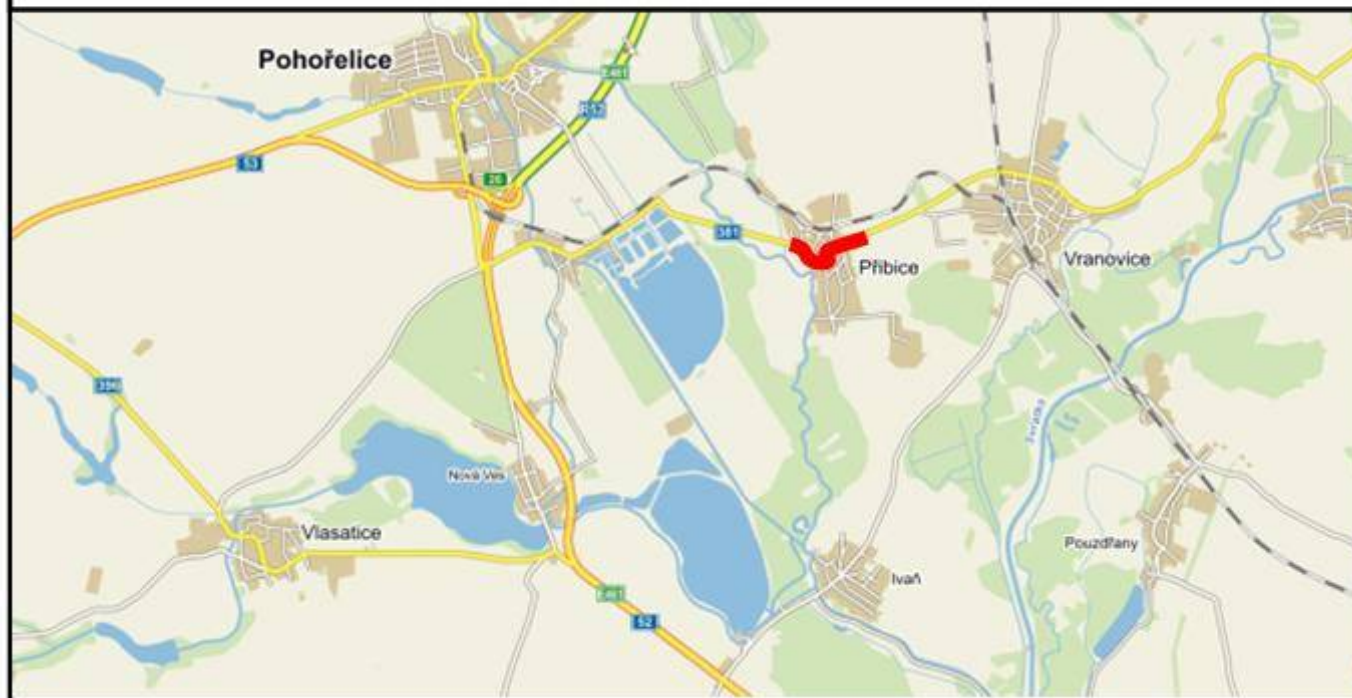 Pohořelice
E461
R52
53
26
381
Přibice
Vranovice
396
Svratka
Nová Ves
Vlasatice
Pouzdřany
Ivaň
E461
52